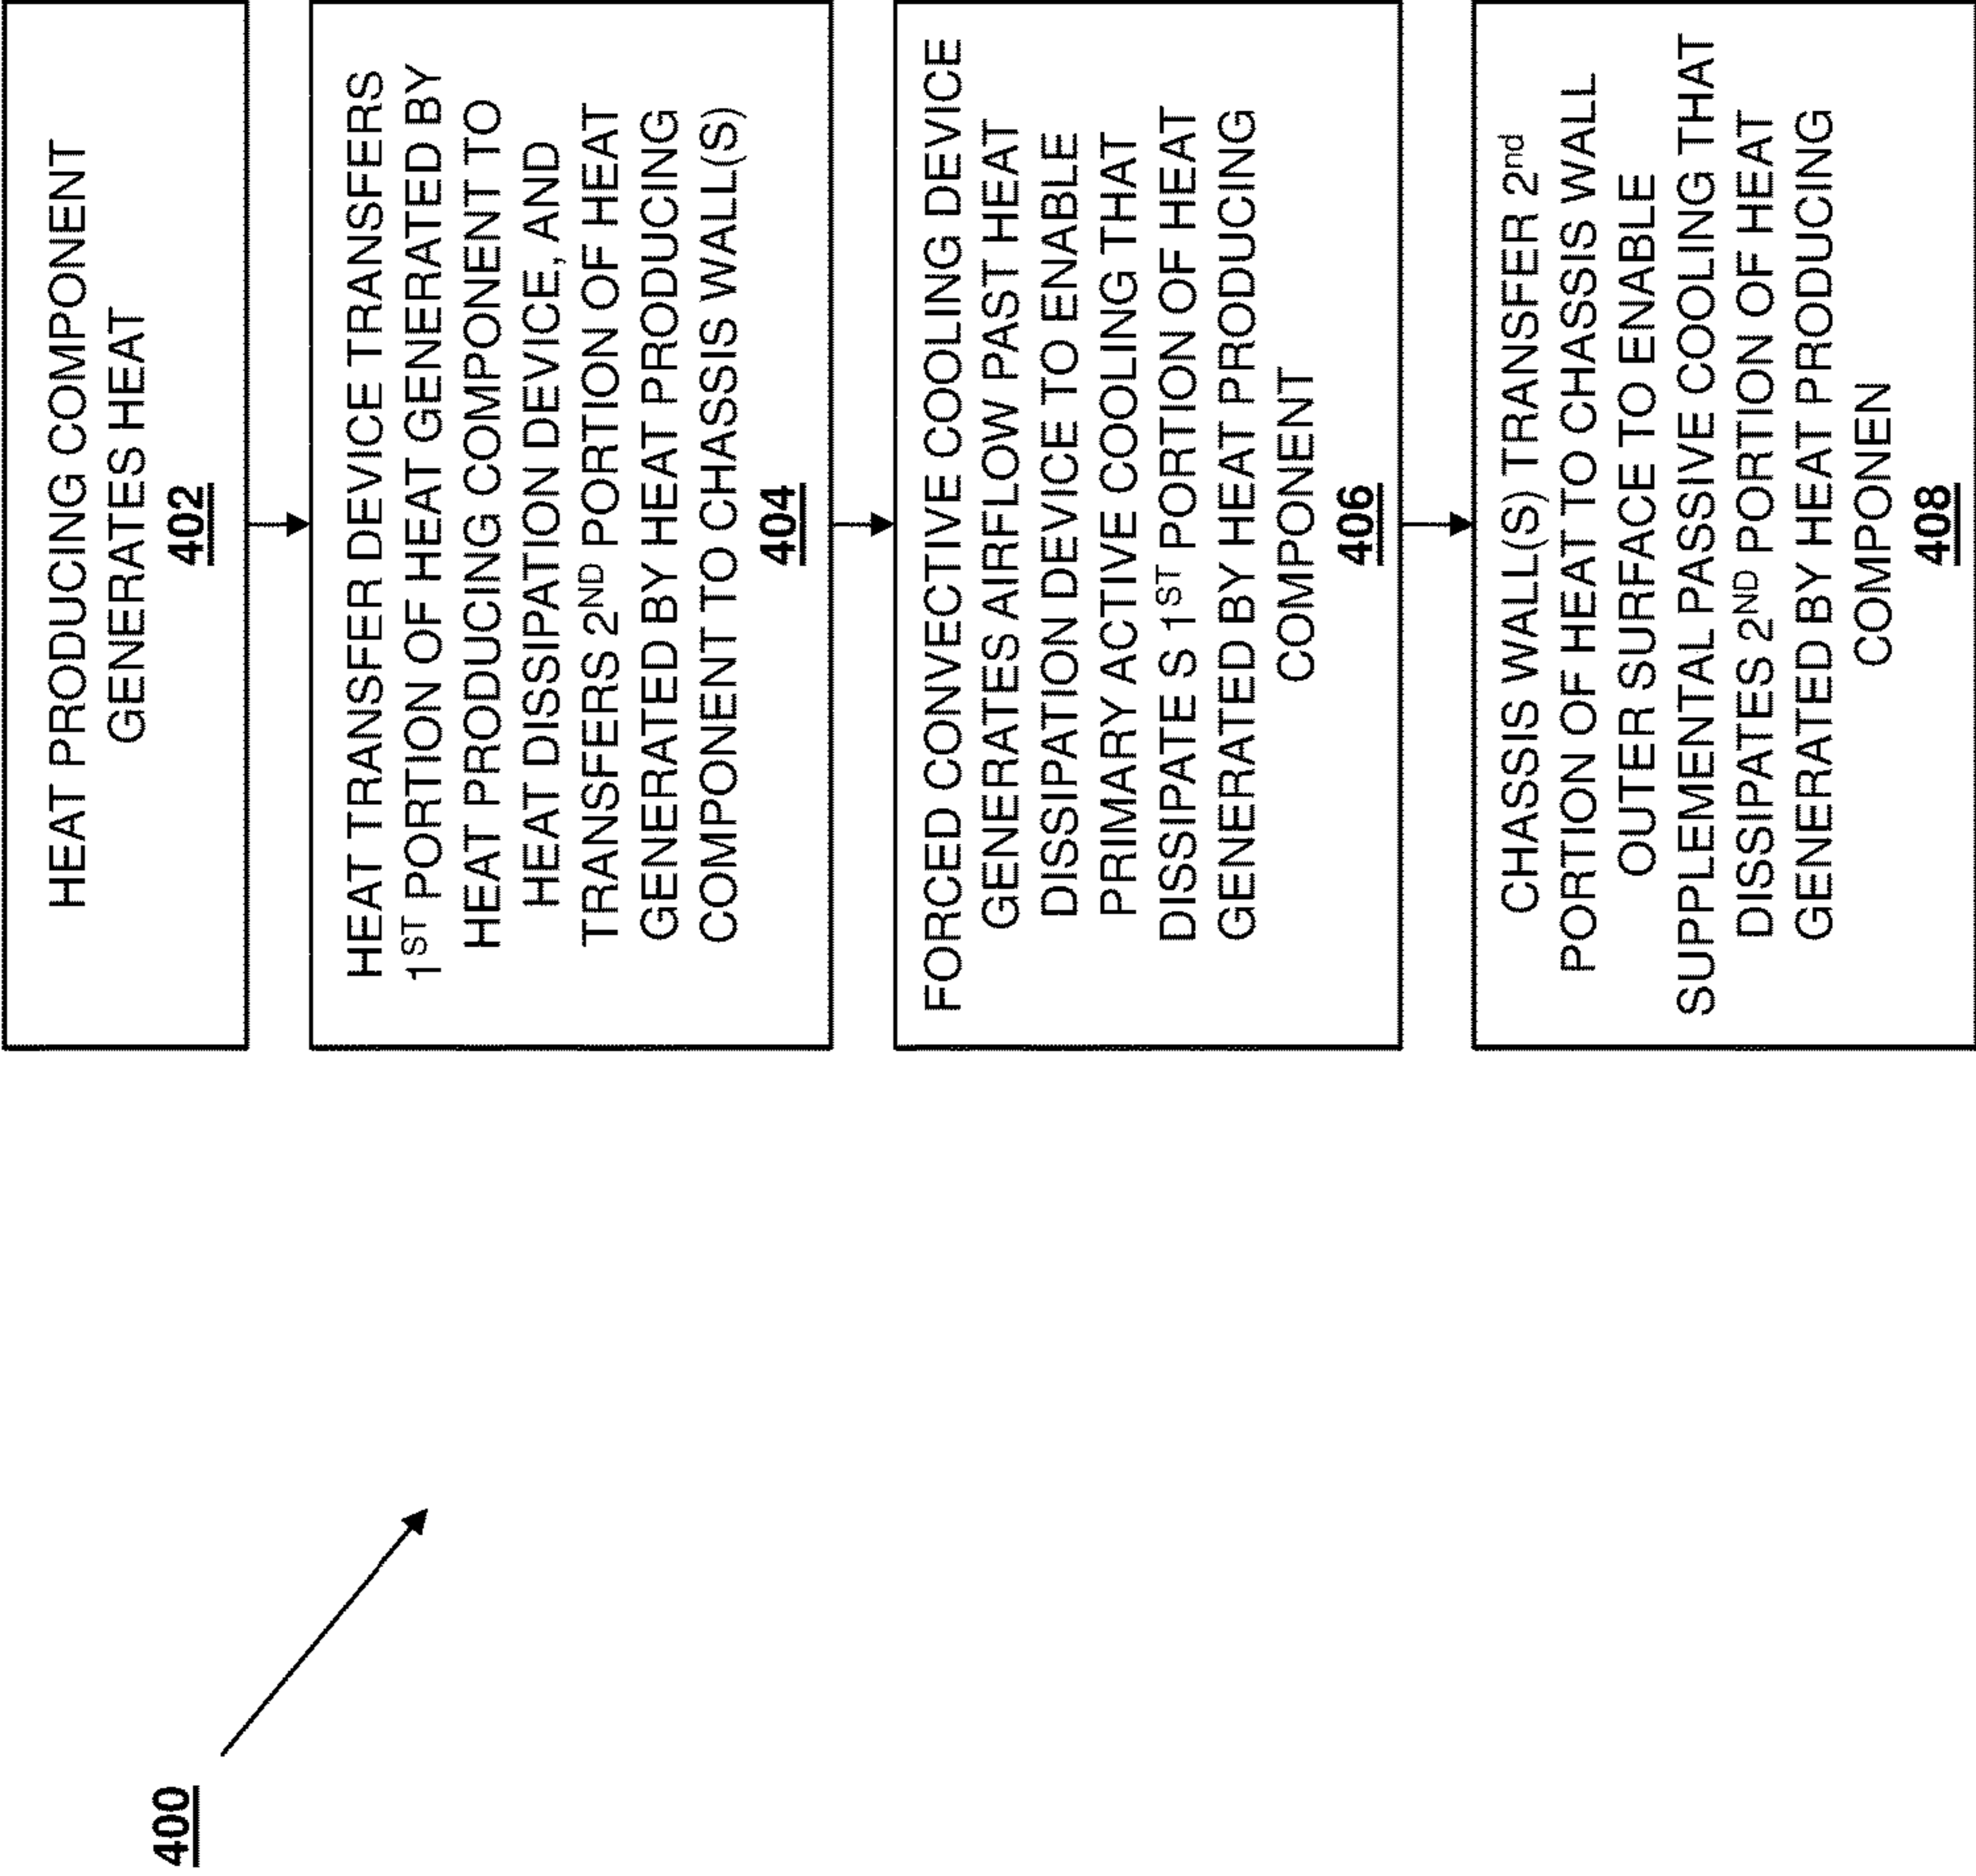 400
HEAT PRODUCING COMPONENT
GENERATES HEAT
402
HEAT TRANSFER DEVICE TRANSFERS
1ST PORTION OF HEAT GENERATED BY
HEAT PRODUCING COMPONENT TO
HEAT DISSIPATION DEVICE, AND
TRANSFERS 2ND PORTION OF HEAT
GENERATED BY HEAT PRODUCING
COMPONENT TO CHASSIS WALL(S)
404
FORCED CONVECTIVE COOLING DEVICE
GENERATES AIRFLOW PAST HEAT
DISSIPATION DEVICE TO ENABLE
PRIMARY ACTIVE COOLING THAT
DISSIPATE S 1ST PORTION OF HEAT
GENERATED BY HEAT PRODUCING
COMPONENT
406
CHASSIS WALL(S) TRANSFER 2nd
PORTION OF HEAT TO CHASSIS WALL
OUTER SURFACE TO ENABLE
SUPPLEMENTAL PASSIVE COOLING THAT
DISSIPATES 2ND PORTION OF HEAT
GENERATED BY HEAT PRODUCING
COMPONEN
408